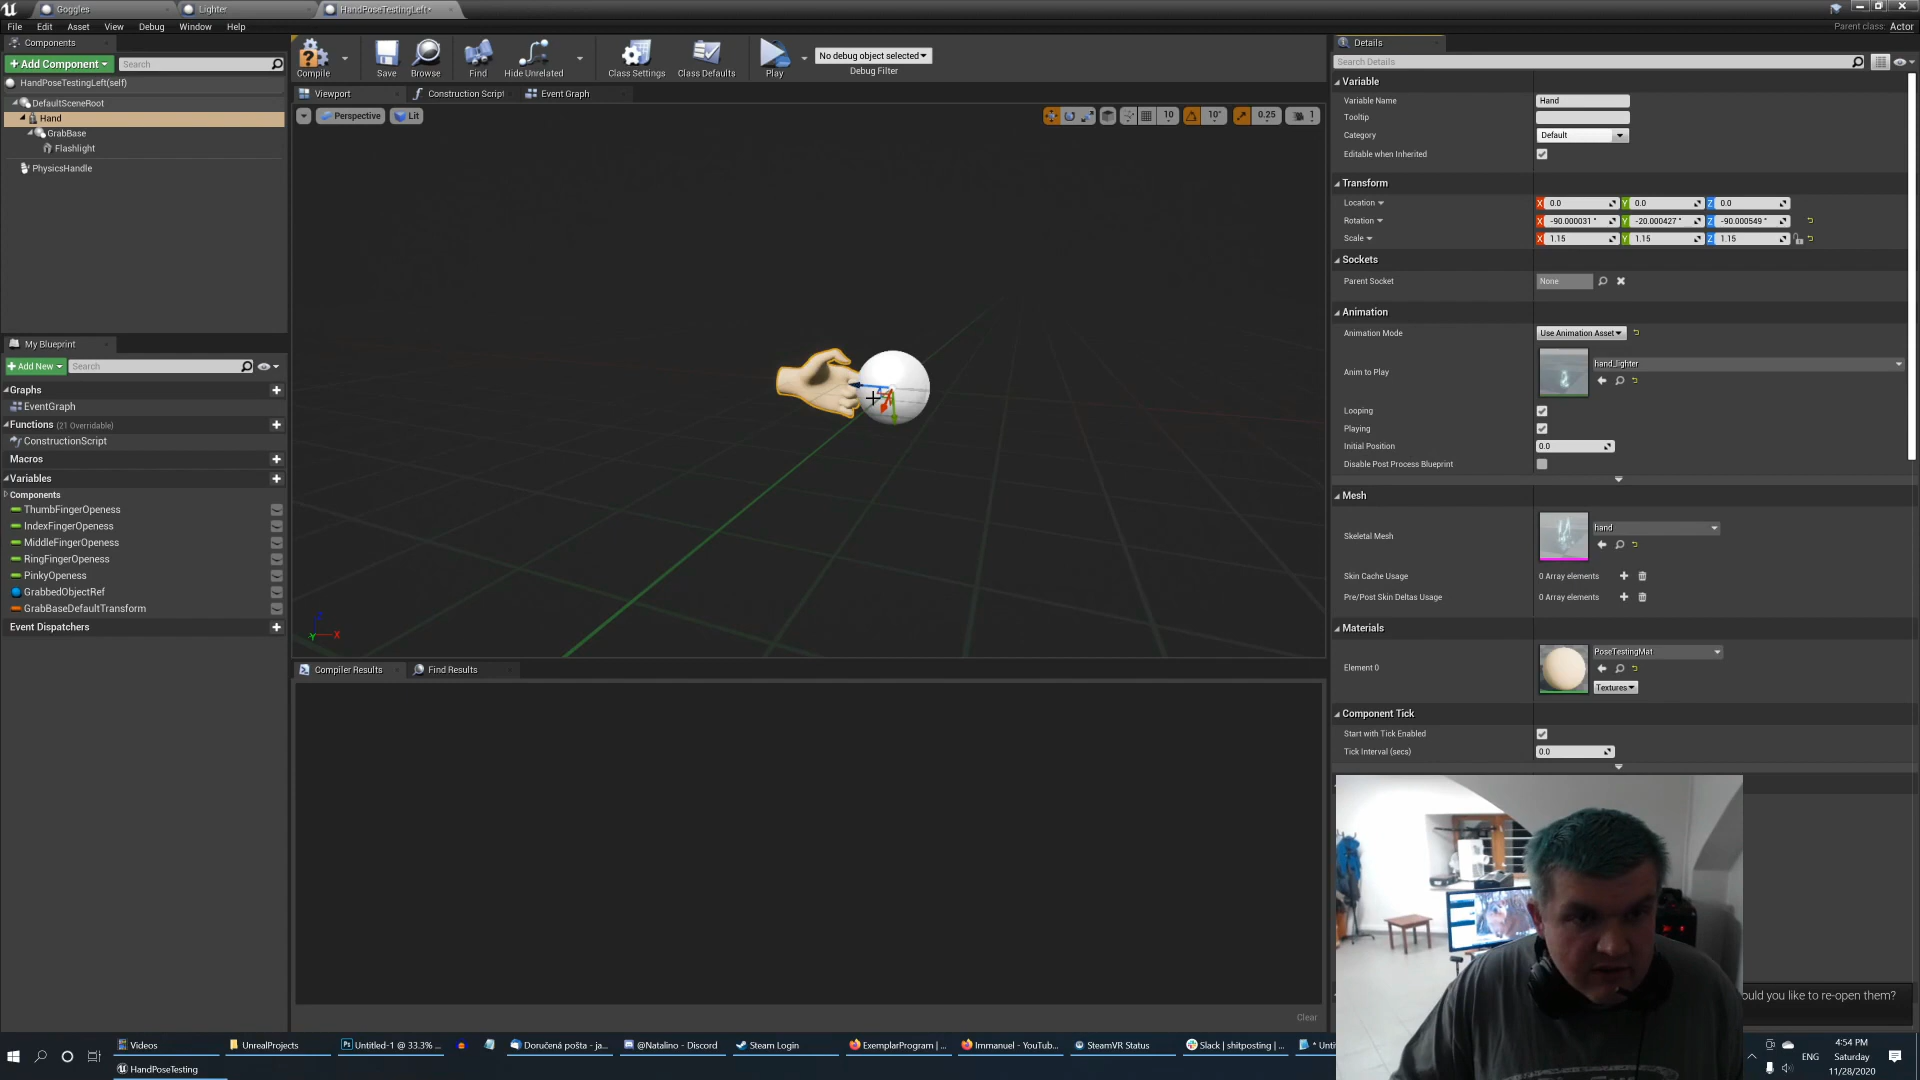 Goggles
Lighter
HandPoseTestingLeft*
File Edit Asset View Debug Window Help
Parent class: Actor
Components
+ Add Component
Search
HandPoseTestingLeft(self)
DefaultSceneRoot
Hand
GrabBase
Flashlight
PhysicsHandle
My Blueprint
+ Add New
Search
Graphs
EventGraph
Functions (21 Overridable)
ConstructionScript
Macros
Variables
Components
ThumbFingerOpeness
IndexFingerOpeness
MiddleFingerOpeness
RingFingerOpeness
PinkyOpeness
GrabbedObjectRef
GrabBaseDefaultTransform
Event Dispatchers
Compile
Save
Browse
Find
Hide Unrelated
Class Settings
Class Defaults
Play
No debug object selected
Debug Filter
Viewport
Construction Script
Event Graph
Perspective
Lit
10
10°
0.25
1
X
Y
Compiler Results
Find Results
Clear
Details
Search Details
Variable
Variable Name Hand
Tooltip
Category Default
Editable when Inherited
Transform
Location X 0.0 Y 0.0 Z 0.0
Rotation X -90.000031 ° Y -20.000427 ° Z -90.000549 °
Scale X 1.15 Y 1.15 Z 1.15
Sockets
Parent Socket None
Animation
Animation Mode Use Animation Asset
Anim to Play hand_lighter
Looping
Playing
Initial Position 0.0
Disable Post Process Blueprint
Mesh
Skeletal Mesh hand
Skin Cache Usage 0 Array elements
Pre/Post Skin Deltas Usage 0 Array elements
Materials
Element 0 PoseTestingMat
Textures
Component Tick
Start with Tick Enabled
Tick Interval (secs) 0.0
ould you like to re-open them?
Videos
UnrealProjects
Untitled-1 @ 33.3% ...
Doručená pošta - ja...
@Natalino - Discord
Steam Login
ExemplarProgram | ...
Immanuel - YouTub...
SteamVR Status
Slack | shitposting | ...
HandPoseTesting
ENG
4:54 PM
Saturday
11/28/2020